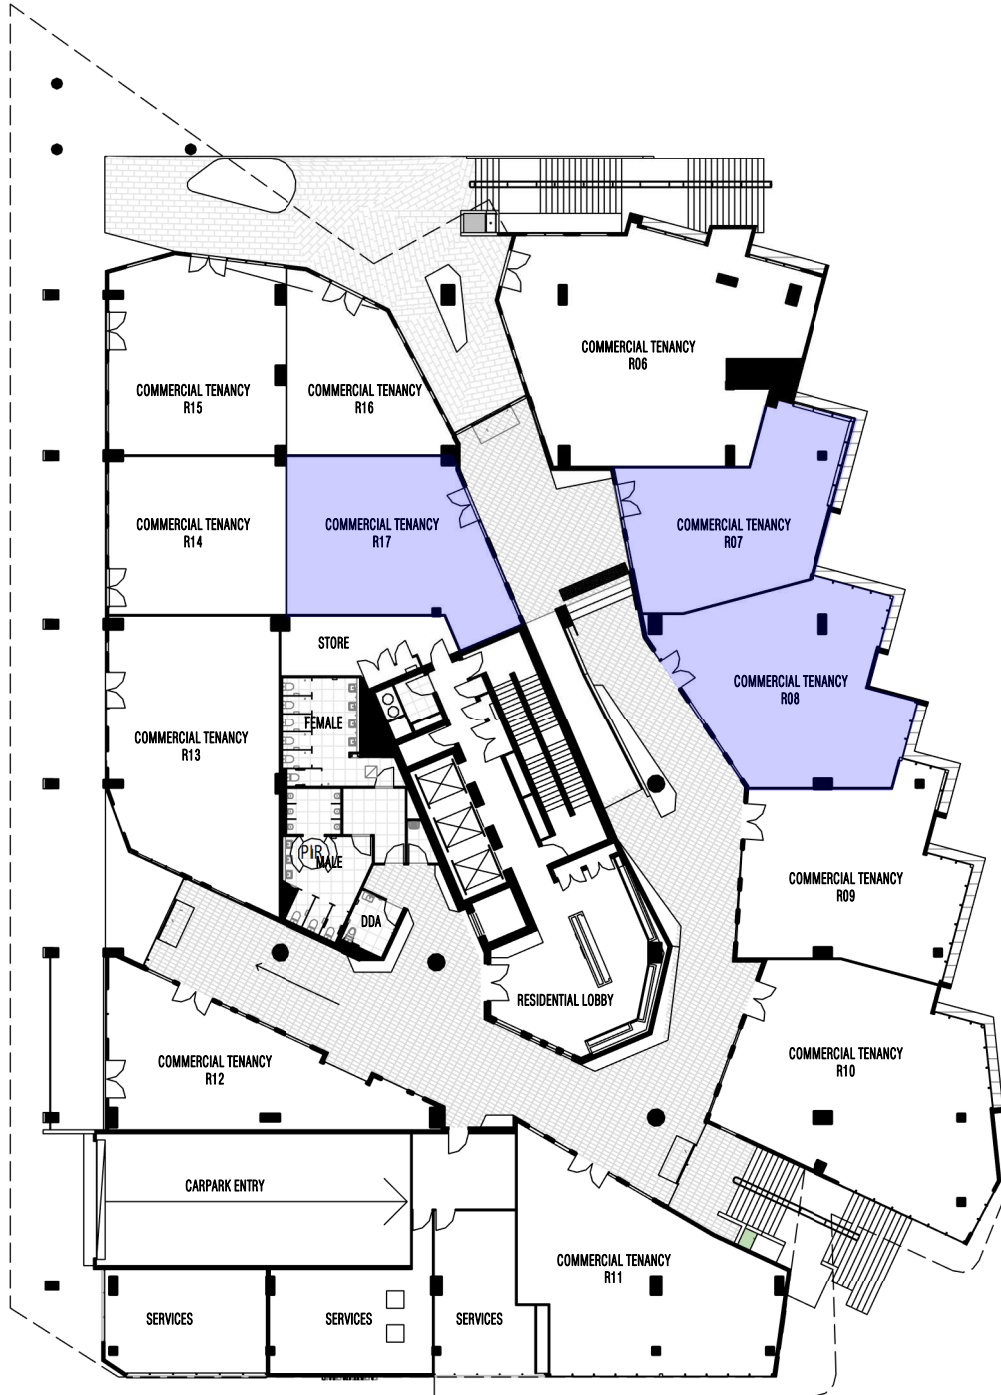 COMMERCIAL TENANCY
R06
COMMERCIAL TENANCY
R15
COMMERCIAL TENANCY
R16
COMMERCIAL TENANCY
R14
COMMERCIAL TENANCY
R17
COMMERCIAL TENANCY
R07
STORE
COMMERCIAL TENANCY
R08
FEMALE
COMMERCIAL TENANCY
R13
PIR
MALE
COMMERCIAL TENANCY
R09
DDA
RESIDENTIAL LOBBY
COMMERCIAL TENANCY
R12
COMMERCIAL TENANCY
R10
CARPARK ENTRY
COMMERCIAL TENANCY
R11
SERVICES
SERVICES
SERVICES